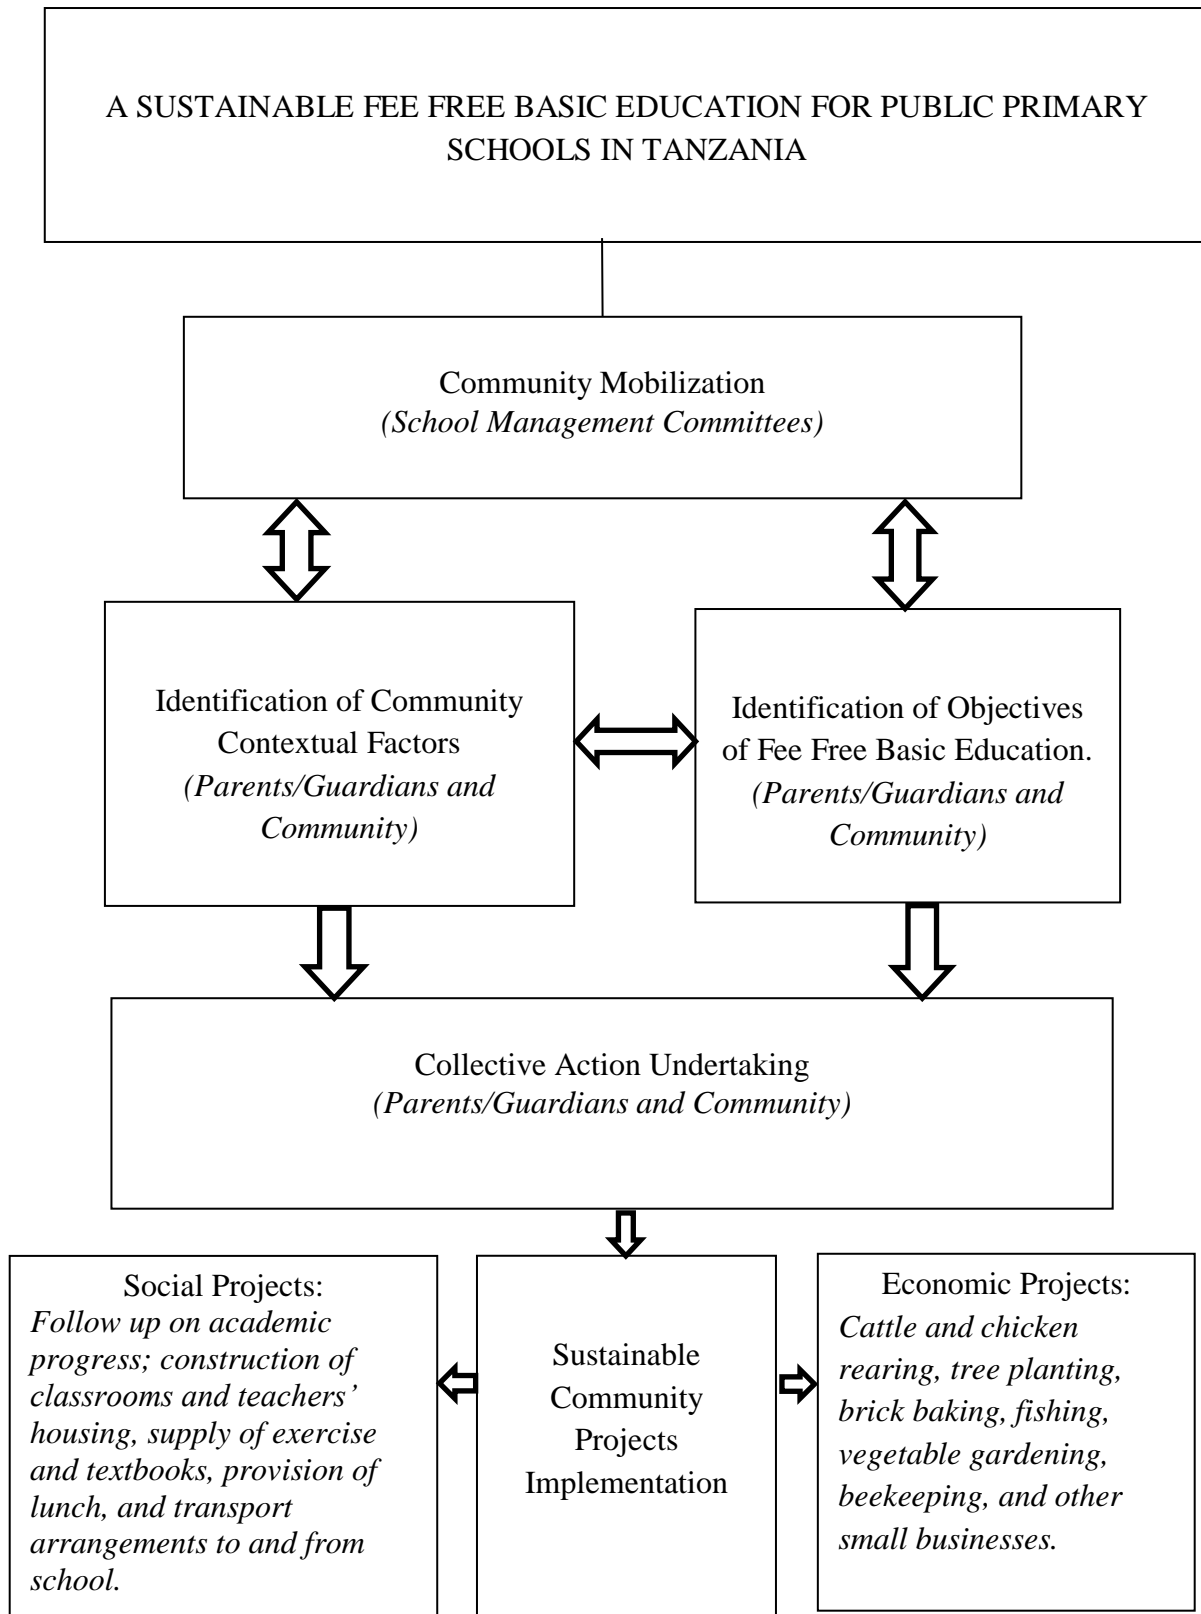 A SUSTAINABLE FEE FREE BASIC EDUCATION FOR PUBLIC PRIMARY
SCHOOLS IN TANZANIA
Community Mobilization
(School Management Committees)
Identification of Community
Contextual Factors
(Parents/Guardians and
Community)
Identification of Objectives
of Fee Free Basic Education.
(Parents/Guardians and
Community)
Collective Action Undertaking
(Parents/Guardians and Community)
Social Projects:
Follow up on academic
progress; construction of
classrooms and teachers’
housing, supply of exercise
and textbooks, provision of
lunch, and transport
arrangements to and from
school.
Sustainable
Community
Projects
Implementation
Economic Projects:
Cattle and chicken
rearing, tree planting,
brick baking, fishing,
vegetable gardening,
beekeeping, and other
small businesses.